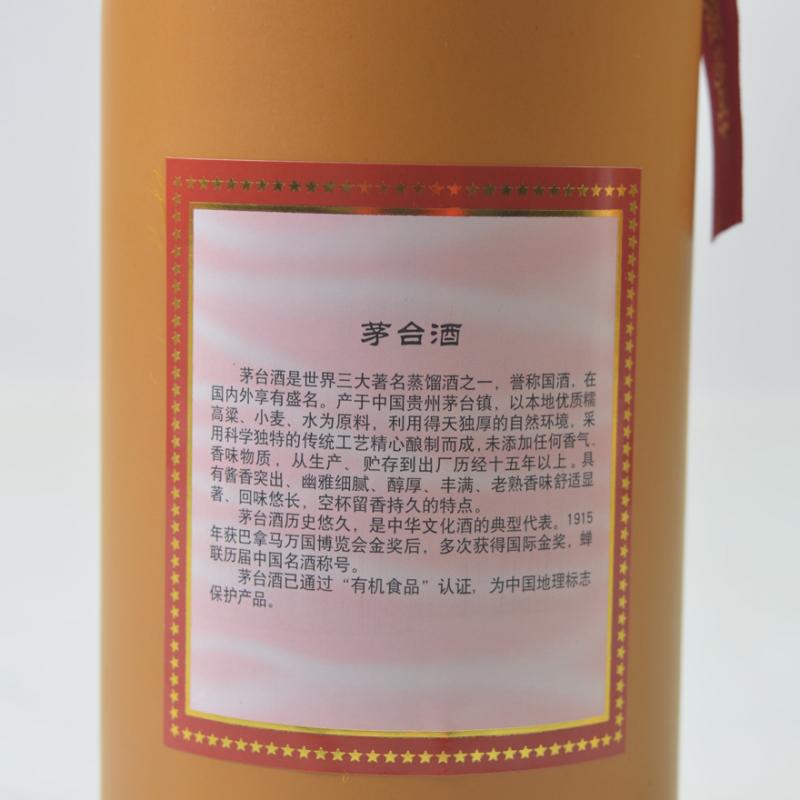 茅台酒
茅台酒是世界三大著名蒸馏酒之一，誉称国酒，在
国内外享有盛名。产于中国贵州茅台镇，以本地优质糯
高粱、小麦、水为原料，利用得天独厚的自然环境，采
用科学独特的传统工艺精心酿制而成，未添加任何香气、
香味物质，从生产、贮存到出厂历经十五年以上。具
有酱香突出、幽雅细腻、醇厚、丰满、老熟香味舒适显
著、回味悠长，空杯留香持久的特点。
茅台酒历史悠久，是中华文化酒的典型代表。1915
年获巴拿马万国博览会金奖后，多次获得国际金奖，蝉
联历届中国名酒称号。
茅台酒已通过“有机食品”认证，为中国地理标志
保护产品。